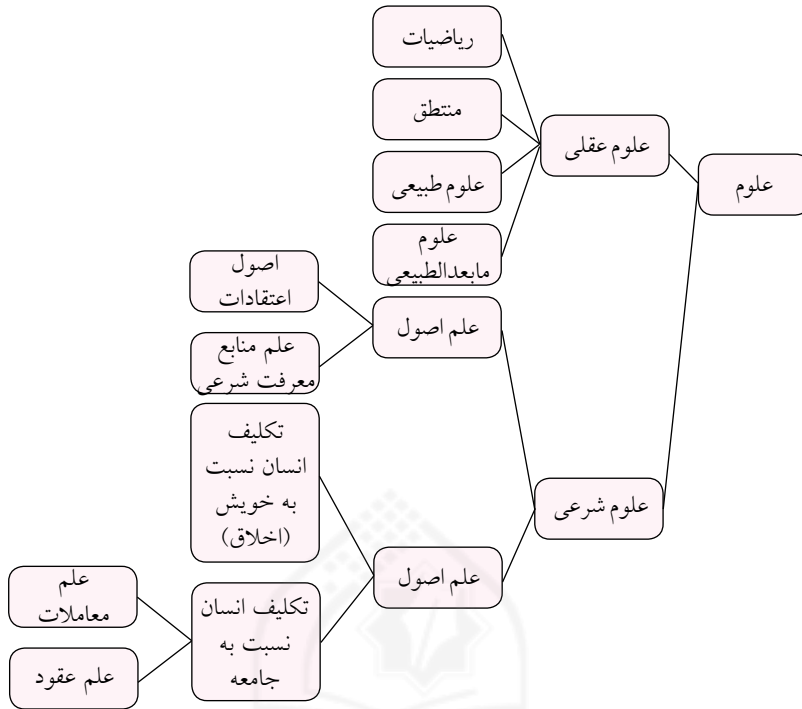 علوم
علوم عقلی
ریاضیات
منتطق
علوم طبیعی
علوم
مابعدالطبیعی
علوم شرعی
علم اصول
اصول
اعتقادات
علم منابع
معرفت شرعی
علم اصول
تکلیف
انسان نسبت
به خویش
(اخلاق)
تکلیف انسان
نسبت به
جامعه
علم
معاملات
علم عقود